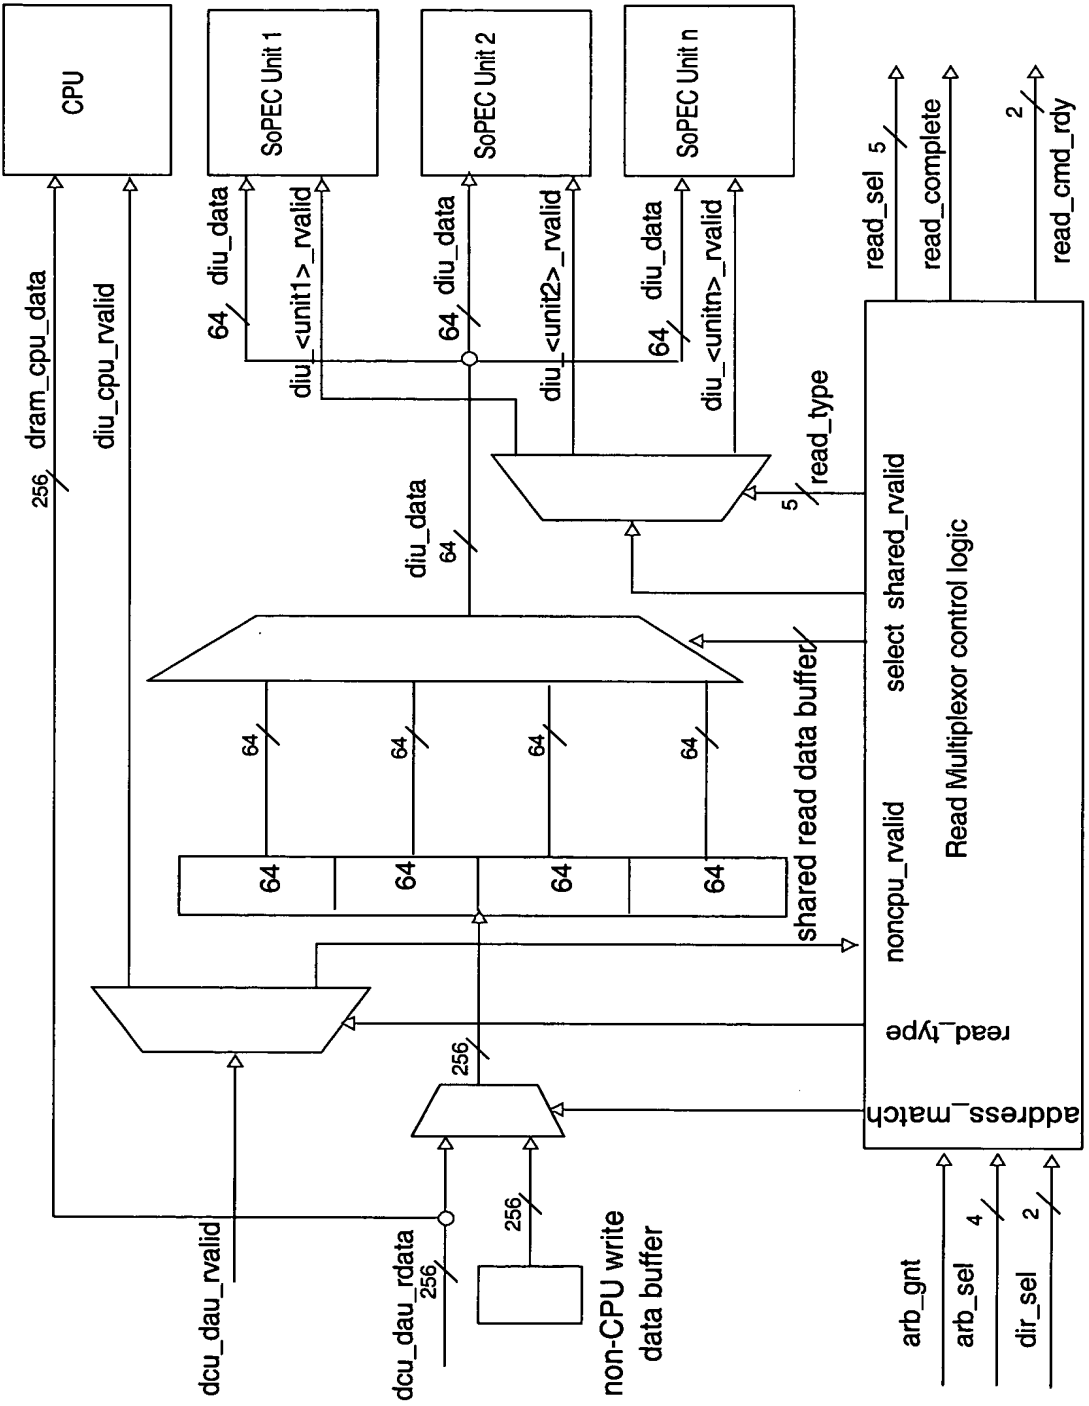 CPU
SoPEC Unit 1
SoPEC Unit 2
SoPEC Unit n
256
dram_cpu_data
diu_cpu_rvalid
64
diu_data
diu_<unit1>_rvalid
64
diu_data
diu_<unit2>_rvalid
64
diu_data
diu_<unitn>_rvalid
read_sel
5
read_complete
2
read_cmd_rdy
diu_data
64
5
read_type
64
64
64
64
64
64
64
64
shared read data buffer
dcu_dau_rvalid
dcu_dau_rdata
256
256
256
non-CPU write
data buffer
address_match
read_type
noncpu_rvalid
select
shared_rvalid
Read Multiplexor control logic
arb_gnt
arb_sel
4
dir_sel
2